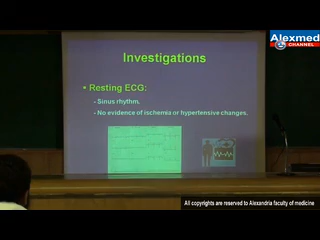 Alexmed
CHANNEL
Investigations
• Resting ECG:
- Sinus rhythm.
- No evidence of ischemia or hypertensive changes.
All copyrights are reserved to Alexandria faculty of medicine